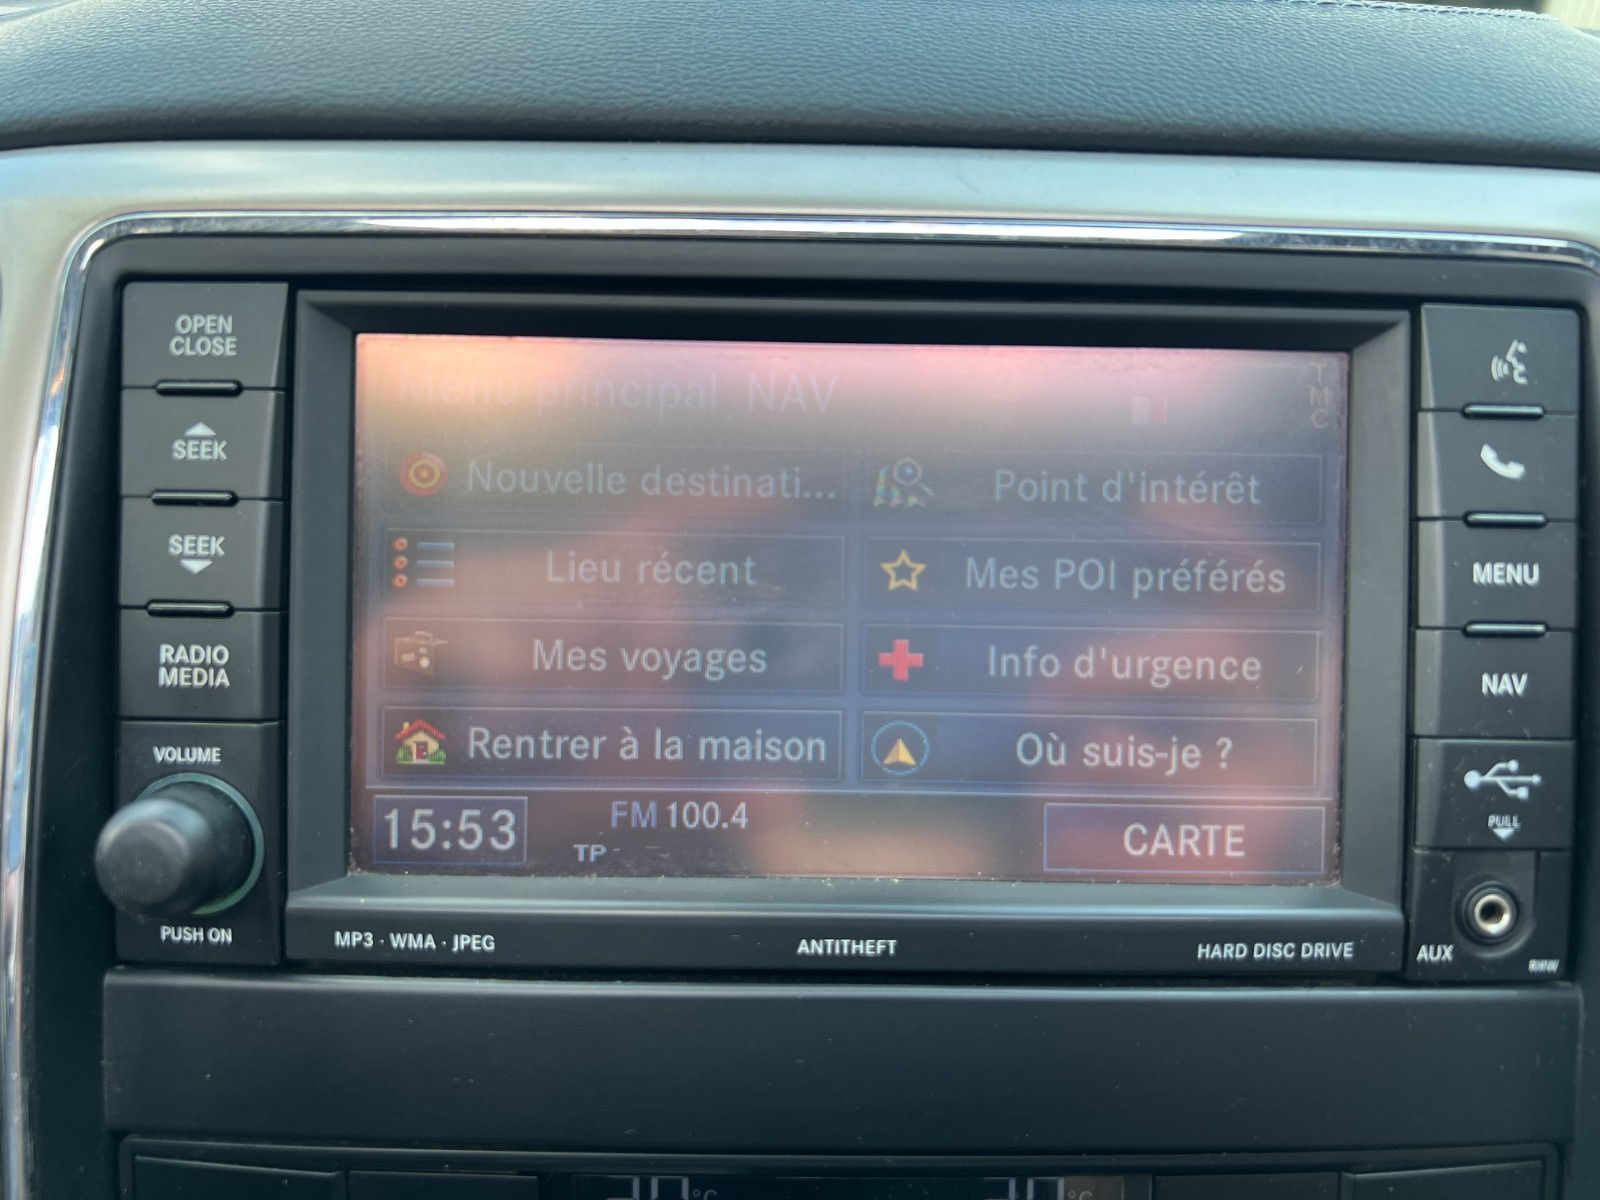 OPEN
CLOSE
SEEK
SEEK
RADIO
MEDIA
VOLUME
PUSH ON
Menu principal NAV
TMC
Nouvelle destinati...
Point d'intérêt
Lieu récent
Mes POI préférés
Mes voyages
Info d'urgence
Rentrer à la maison
Où suis-je ?
15:53
FM 100.4
TP
CARTE
MENU
NAV
PULL
AUX
RHW
MP3 · WMA · JPEG
ANTITHEFT
HARD DISC DRIVE
°C
°C